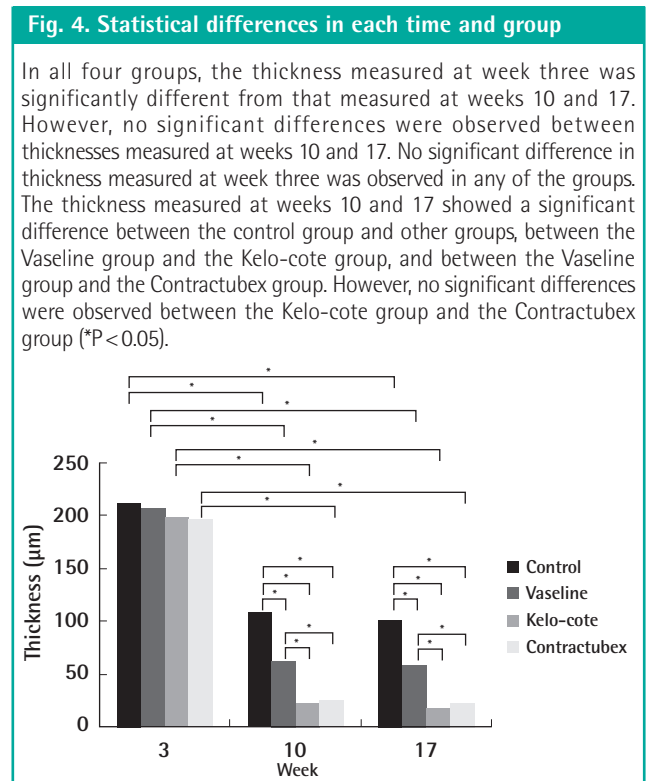 Fig. 4. Statistical differences in each time and group
In all four groups, the thickness measured at week three was
significantly different from that measured at weeks 10 and 17.
However, no significant differences were observed between
thicknesses measured at weeks 10 and 17. No significant difference in
thickness measured at week three was observed in any of the groups.
The thickness measured at weeks 10 and 17 showed a significant
difference between the control group and other groups, between the
Vaseline group and the Kelo-cote group, and between the Vaseline
group and the Contractubex group. However, no significant differences
were observed between the Kelo-cote group and the Contractubex
group (*P<0.05).
*
*
*
*
*
*
*
*
250
200
150
100
50
0
Thickness (µm)
*
*
*
*
*
*
*
*
*
*
Control
Vaseline
Kelo-cote
Contractubex
3 10 17
Week